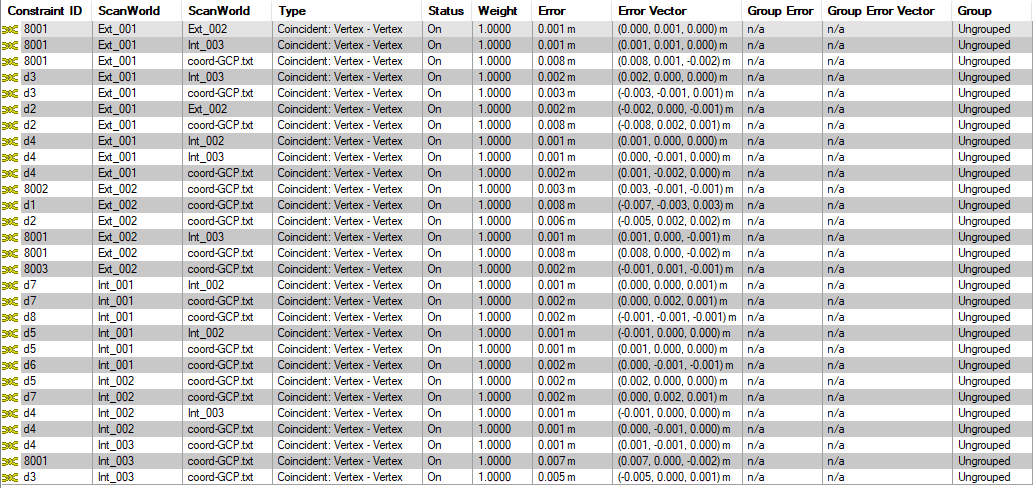 Constraint ID ScanWorld ScanWorld Type Status Weight Error Error Vector Group Error Group Error Vector Group
8001 Ext_001 Ext_002 Coincident: Vertex - Vertex On 1.0000 0.001 m (0.000, 0.001, 0.000) m n/a n/a Ungrouped
8001 Ext_001 Int_003 Coincident: Vertex - Vertex On 1.0000 0.001 m (0.001, 0.001, 0.000) m n/a n/a Ungrouped
8001 Ext_001 coord-GCP.txt Coincident: Vertex - Vertex On 1.0000 0.008 m (0.008, 0.001, -0.002) m n/a n/a Ungrouped
d3 Ext_001 Int_003 Coincident: Vertex - Vertex On 1.0000 0.002 m (0.002, 0.000, 0.000) m n/a n/a Ungrouped
d3 Ext_001 coord-GCP.txt Coincident: Vertex - Vertex On 1.0000 0.003 m (-0.003, -0.001, 0.001) m n/a n/a Ungrouped
d2 Ext_001 Ext_002 Coincident: Vertex - Vertex On 1.0000 0.002 m (-0.002, 0.000, -0.001) m n/a n/a Ungrouped
d2 Ext_001 coord-GCP.txt Coincident: Vertex - Vertex On 1.0000 0.008 m (-0.008, 0.002, 0.001) m n/a n/a Ungrouped
d4 Ext_001 Int_002 Coincident: Vertex - Vertex On 1.0000 0.001 m (0.001, 0.000, 0.000) m n/a n/a Ungrouped
d4 Ext_001 Int_003 Coincident: Vertex - Vertex On 1.0000 0.001 m (0.000, -0.001, 0.000) m n/a n/a Ungrouped
d4 Ext_001 coord-GCP.txt Coincident: Vertex - Vertex On 1.0000 0.002 m (0.001, -0.002, 0.000) m n/a n/a Ungrouped
8002 Ext_002 coord-GCP.txt Coincident: Vertex - Vertex On 1.0000 0.003 m (0.003, -0.001, -0.001) m n/a n/a Ungrouped
d1 Ext_002 coord-GCP.txt Coincident: Vertex - Vertex On 1.0000 0.008 m (-0.007, -0.003, 0.003) m n/a n/a Ungrouped
d2 Ext_002 coord-GCP.txt Coincident: Vertex - Vertex On 1.0000 0.006 m (-0.005, 0.002, 0.002) m n/a n/a Ungrouped
8001 Ext_002 Int_003 Coincident: Vertex - Vertex On 1.0000 0.001 m (0.001, 0.000, -0.001) m n/a n/a Ungrouped
8001 Ext_002 coord-GCP.txt Coincident: Vertex - Vertex On 1.0000 0.008 m (0.008, 0.000, -0.002) m n/a n/a Ungrouped
8003 Ext_002 coord-GCP.txt Coincident: Vertex - Vertex On 1.0000 0.002 m (-0.001, 0.001, -0.001) m n/a n/a Ungrouped
d7 Int_001 Int_002 Coincident: Vertex - Vertex On 1.0000 0.001 m (0.000, 0.000, 0.001) m n/a n/a Ungrouped
d7 Int_001 coord-GCP.txt Coincident: Vertex - Vertex On 1.0000 0.002 m (0.000, 0.002, 0.001) m n/a n/a Ungrouped
d8 Int_001 coord-GCP.txt Coincident: Vertex - Vertex On 1.0000 0.002 m (-0.001, -0.001, -0.001) m n/a n/a Ungrouped
d5 Int_001 Int_002 Coincident: Vertex - Vertex On 1.0000 0.001 m (-0.001, 0.000, 0.000) m n/a n/a Ungrouped
d5 Int_001 coord-GCP.txt Coincident: Vertex - Vertex On 1.0000 0.002 m (0.001, 0.000, 0.000) m n/a n/a Ungrouped
d6 Int_001 coord-GCP.txt Coincident: Vertex - Vertex On 1.0000 0.002 m (0.000, -0.001, -0.001) m n/a n/a Ungrouped
d5 Int_002 coord-GCP.txt Coincident: Vertex - Vertex On 1.0000 0.002 m (0.002, 0.000, 0.000) m n/a n/a Ungrouped
d7 Int_002 coord-GCP.txt Coincident: Vertex - Vertex On 1.0000 0.002 m (0.000, 0.002, 0.001) m n/a n/a Ungrouped
d4 Int_002 Int_003 Coincident: Vertex - Vertex On 1.0000 0.001 m (-0.001, 0.000, 0.000) m n/a n/a Ungrouped
d4 Int_002 coord-GCP.txt Coincident: Vertex - Vertex On 1.0000 0.001 m (0.000, -0.001, 0.000) m n/a n/a Ungrouped
d4 Int_003 coord-GCP.txt Coincident: Vertex - Vertex On 1.0000 0.001 m (0.001, -0.001, 0.000) m n/a n/a Ungrouped
8001 Int_003 coord-GCP.txt Coincident: Vertex - Vertex On 1.0000 0.007 m (0.007, 0.000, -0.002) m n/a n/a Ungrouped
d3 Int_003 coord-GCP.txt Coincident: Vertex - Vertex On 1.0000 0.005 m (-0.005, 0.000, 0.001) m n/a n/a Ungrouped